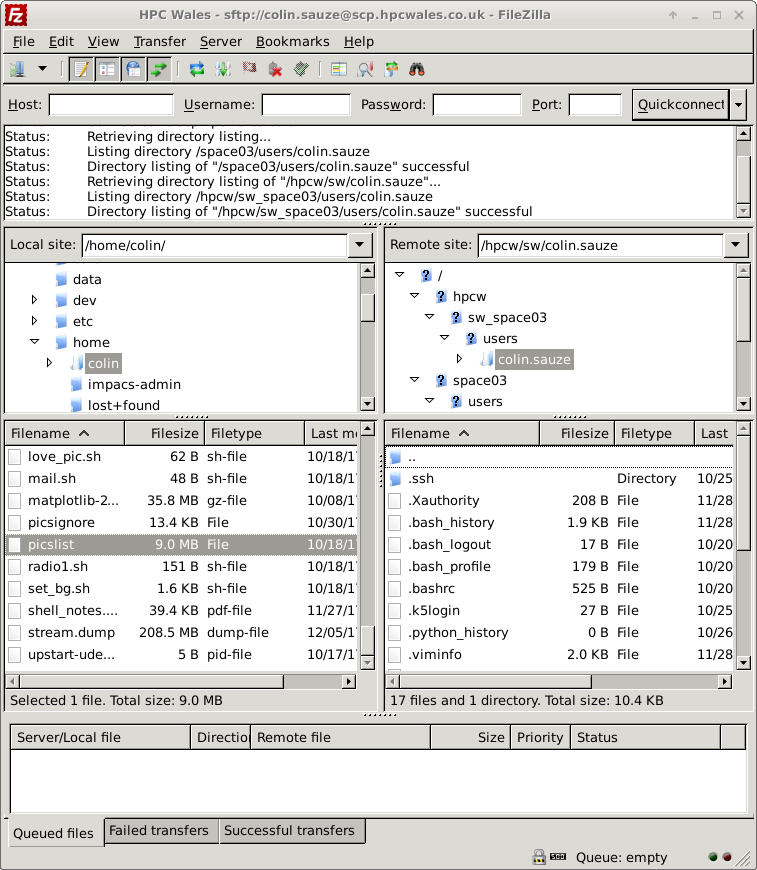 HPC Wales - sftp://colin.sauze@scp.hpcwales.co.uk - FileZilla
File Edit View Transfer Server Bookmarks Help
Host: Username: Password: Port: Quickconnect
Status: Retrieving directory listing...
Status: Listing directory /space03/users/colin.sauze
Status: Directory listing of "/space03/users/colin.sauze" successful
Status: Retrieving directory listing of "/hpcw/sw/colin.sauze"...
Status: Listing directory /hpcw/sw_space03/users/colin.sauze
Status: Directory listing of "/hpcw/sw_space03/users/colin.sauze" successful
Local site: /home/colin/
data
dev
etc
home
colin
impacs-admin
lost+found
Remote site: /hpcw/sw/colin.sauze
/
hpcw
sw_space03
users
colin.sauze
space03
users
Filename Filesize Filetype Last m
love_pic.sh 62 B sh-file 10/18/1
mail.sh 48 B sh-file 10/18/1
matplotlib-2... 35.8 MB gz-file 10/08/1
picsignore 13.4 KB File 10/30/1
picslist 9.0 MB File 10/18/1
radio1.sh 151 B sh-file 10/18/1
set_bg.sh 1.6 KB sh-file 10/18/1
shell_notes.... 39.4 KB pdf-file 11/27/1
stream.dump 208.5 MB dump-file 12/05/1
upstart-ude... 5 B pid-file 10/17/1
Selected 1 file. Total size: 9.0 MB
Filename Filesize Filetype Last
..
.ssh Directory 10/25
.Xauthority 208 B File 11/28
.bash_history 1.9 KB File 11/28
.bash_logout 17 B File 10/20
.bash_profile 179 B File 10/20
.bashrc 525 B File 10/20
.k5login 27 B File 10/25
.python_history 0 B File 10/26
.viminfo 2.0 KB File 11/28
17 files and 1 directory. Total size: 10.4 KB
Server/Local file Direction Remote file Size Priority Status
Queued files Failed transfers Successful transfers
Queue: empty